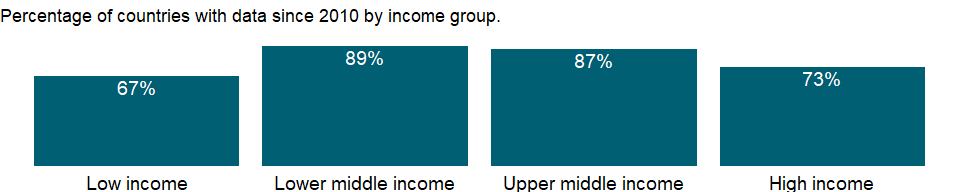 Percentage of countries with data since 2010 by income group.
67%
89%
87%
73%
Low income
Lower middle income
Upper middle income
High income